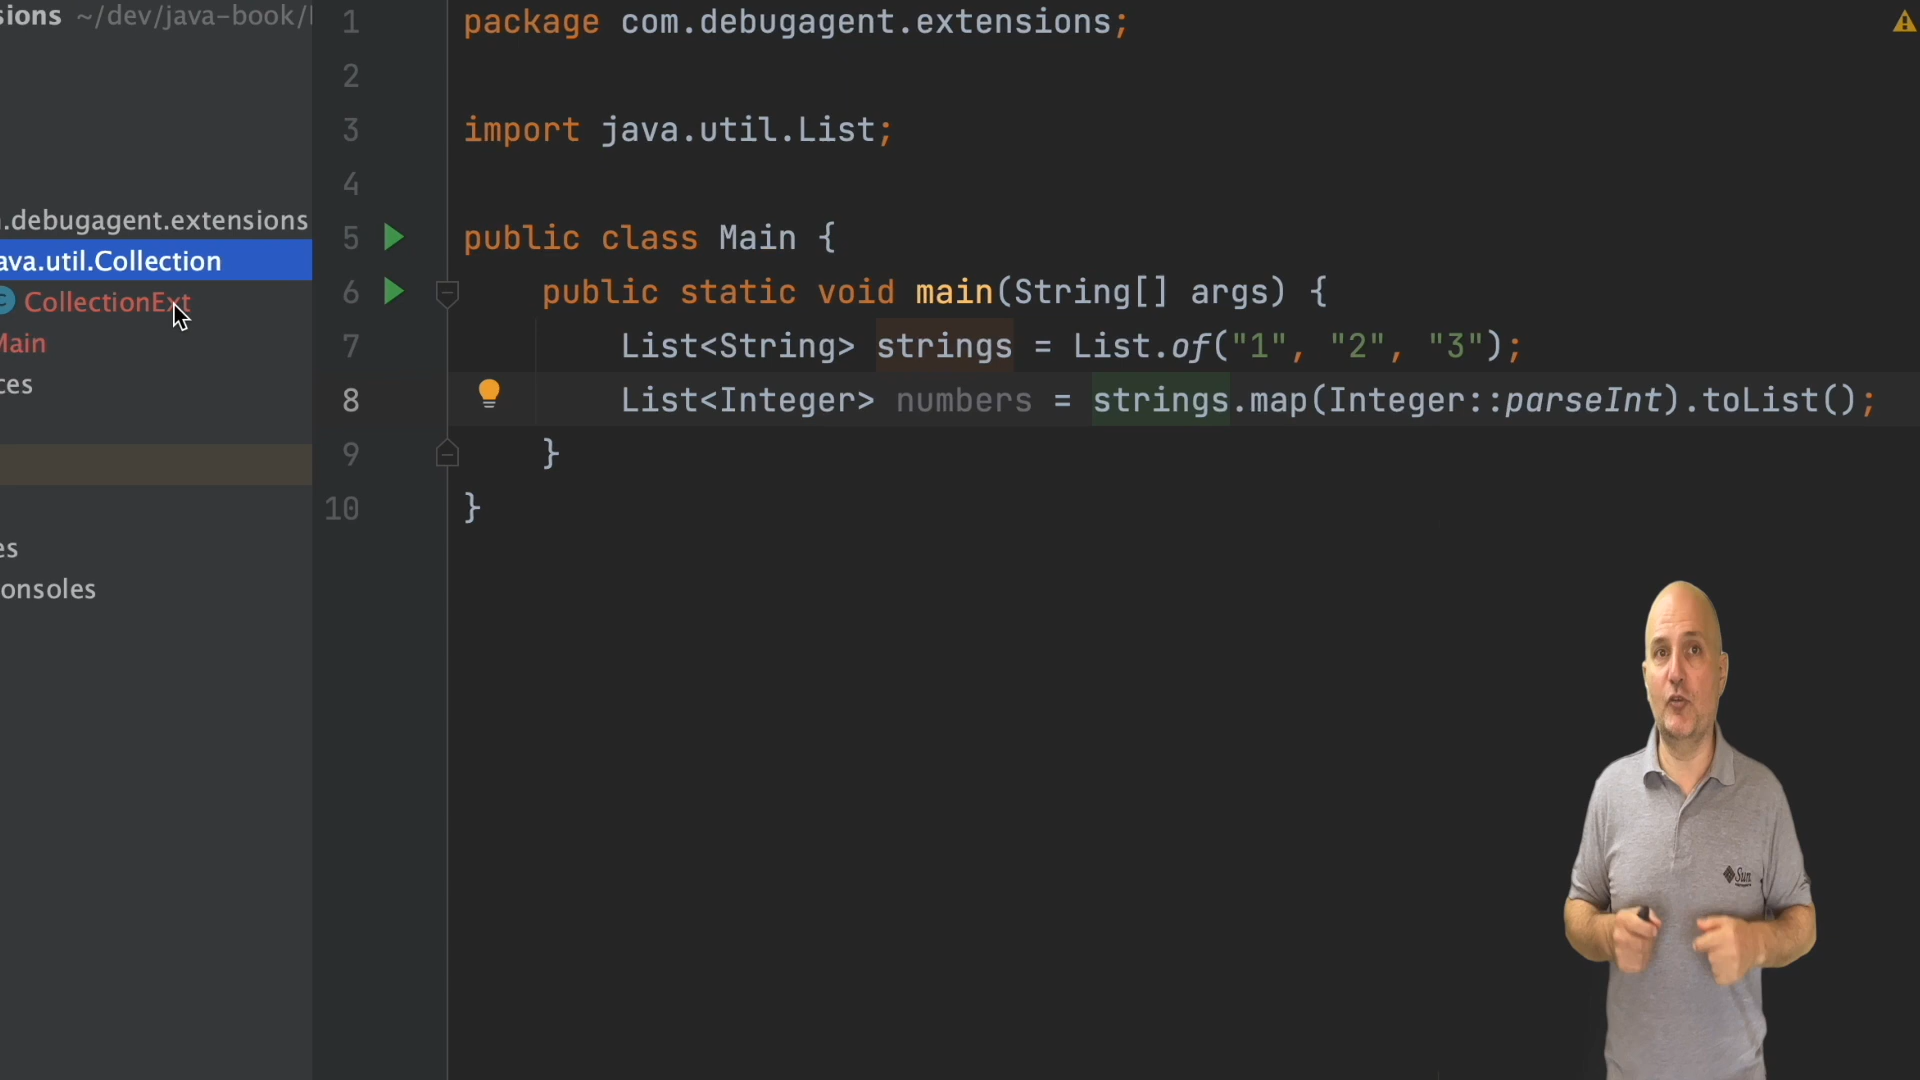 sions ~/dev/java-book/
.debugagent.extensions
ava.util.Collection
CollectionExt
Main
ces
es
onsoles
1 package com.debugagent.extensions;
2
3 import java.util.List;
4
5 public class Main {
6 public static void main(String[] args) {
7 List<String> strings = List.of("1", "2", "3");
8 List<Integer> numbers = strings.map(Integer::parseInt).toList();
9 }
10 }
Sun